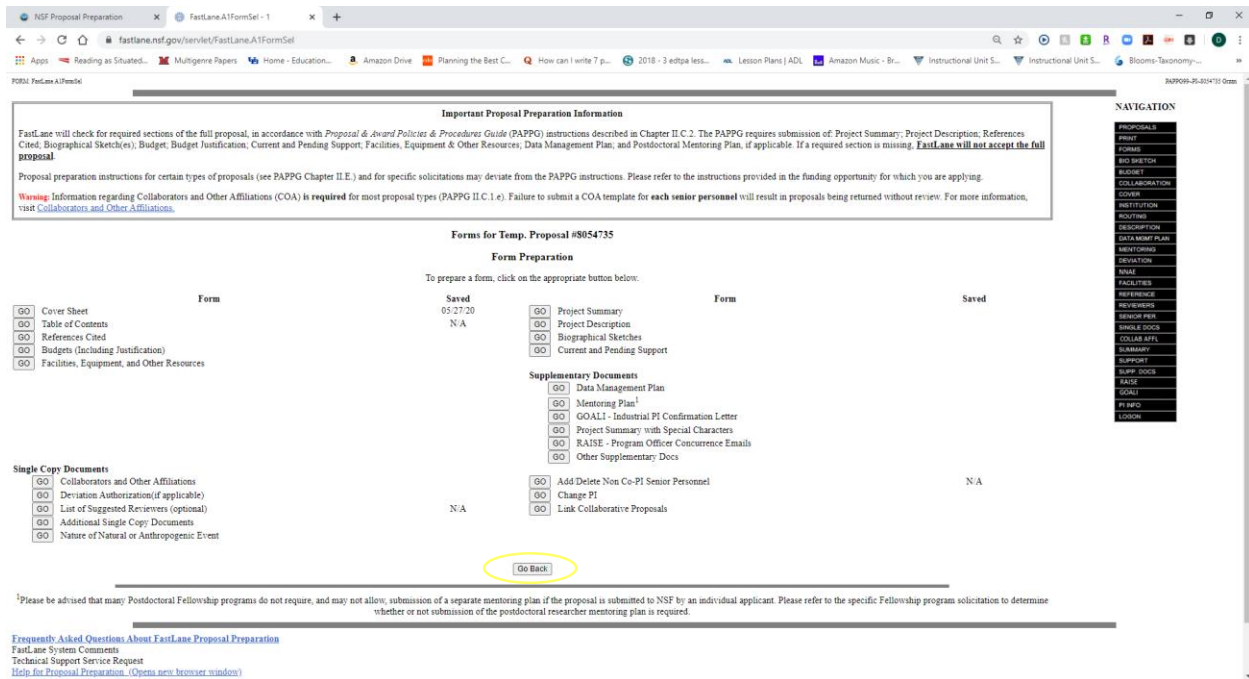 NSF Proposal Preparation
FastLane.A1FormSel - 1
fastlane.nsf.gov/servlet/FastLane.A1FormSel
Apps
Reading as Situated...
Multigenre Papers
Home - Education...
Amazon Drive
Planning the Best C...
How can I write 7 p...
2018 - 3 edtpa less...
Lesson Plans | ADL
Amazon Music - Br...
Instructional Unit S...
Instructional Unit S...
Blooms-Taxonomy-...
FORM: FastLane.A1FormSel
Important Proposal Preparation Information
FastLane will check for required sections of the full proposal, in accordance with Proposal & Award Policies & Procedures Guide (PAPPG) instructions described in Chapter II.C.2. The PAPPG requires submission of: Project Summary; Project Description; References
Cited; Biographical Sketch(es); Budget; Budget Justification; Current and Pending Support; Facilities, Equipment & Other Resources; Data Management Plan; and Postdoctoral Mentoring Plan, if applicable. If a required section is missing, FastLane will not accept the full
proposal.
Proposal preparation instructions for certain types of proposals (see PAPPG Chapter II.E.) and for specific solicitations may deviate from the PAPPG instructions. Please refer to the instructions provided in the funding opportunity for which you are applying.
Warning: Information regarding Collaborators and Other Affiliations (COA) is required for most proposal types (PAPPG II.C.1.e). Failure to submit a COA template for each senior personnel will result in proposals being returned without review. For more information,
visit Collaborators and Other Affiliations.
Forms for Temp. Proposal #8054735
Form Preparation
To prepare a form, click on the appropriate button below.
Form Saved
GO Cover Sheet 05/27/20
GO Table of Contents N/A
GO References Cited
GO Budgets (Including Justification)
GO Facilities, Equipment, and Other Resources
Form Saved
GO Project Summary
GO Project Description
GO Biographical Sketches
GO Current and Pending Support
Supplementary Documents
GO Data Management Plan
GO Mentoring Plan1
GO GOALI - Industrial PI Confirmation Letter
GO Project Summary with Special Characters
GO RAISE - Program Officer Concurrence Emails
GO Other Supplementary Docs
Single Copy Documents
GO Collaborators and Other Affiliations
GO Deviation Authorization(if applicable)
GO List of Suggested Reviewers (optional) N/A
GO Additional Single Copy Documents
GO Nature of Natural or Anthropogenic Event
GO Add/Delete Non Co-PI Senior Personnel N/A
GO Change PI
GO Link Collaborative Proposals
Go Back
1Please be advised that many Postdoctoral Fellowship programs do not require, and may not allow, submission of a separate mentoring plan if the proposal is submitted to NSF by an individual applicant. Please refer to the specific Fellowship program solicitation to determine
whether or not submission of the postdoctoral researcher mentoring plan is required.
Frequently Asked Questions About FastLane Proposal Preparation
FastLane System Comments
Technical Support Service Request
Help for Proposal Preparation (Opens new browser window)
NAVIGATION
PROPOSALS
PRINT
FORMS
BIO SKETCH
BUDGET
COLLABORATION
COVER
INSTITUTION
ROUTING
DESCRIPTION
DATA MGMT PLAN
MENTORING
DEVIATION
NNAE
FACILITIES
REFERENCE
REVIEWERS
SENIOR PER.
SINGLE DOCS
COLLAB AFFL
SUMMARY
SUPPORT
SUPP. DOCS
RAISE
GOALI
PI INFO
LOGON